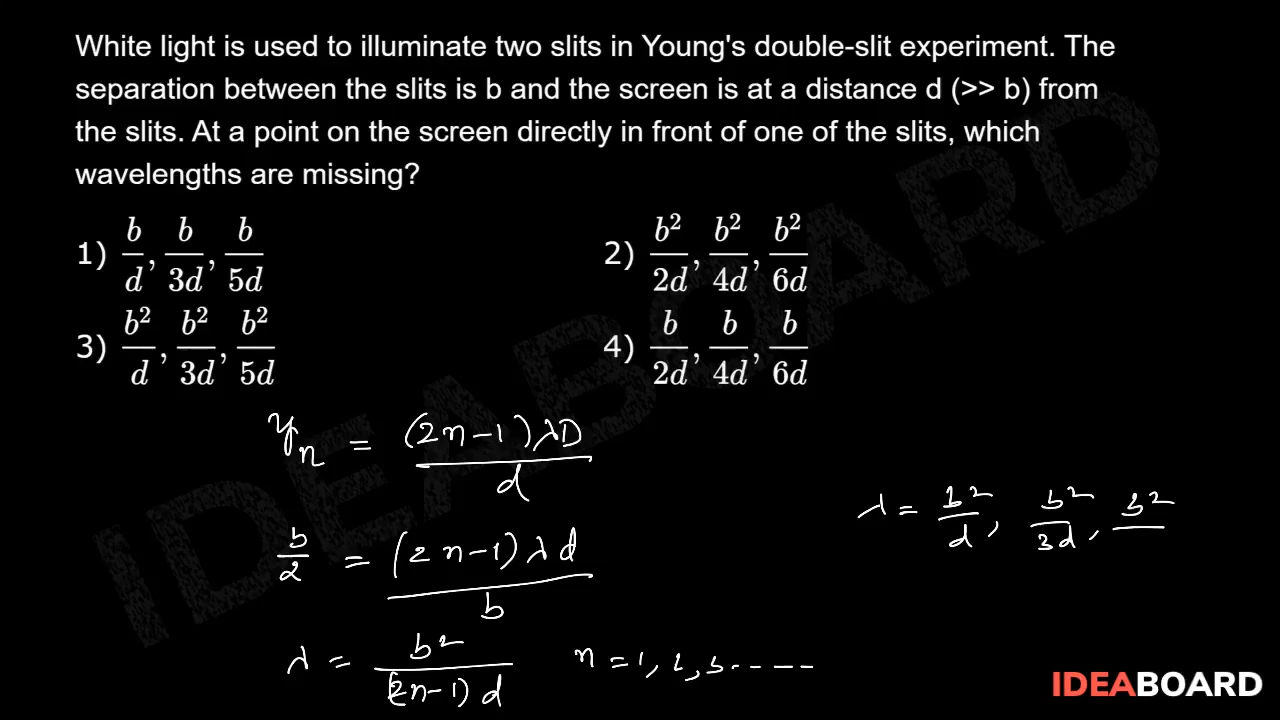 White light is used to illuminate two slits in Young's double-slit experiment. The
separation between the slits is b and the screen is at a distance d (>> b) from
the slits. At a point on the screen directly in front of one of the slits, which
wavelengths are missing?
1) b/d, b/3d, b/5d
2) b²/2d, b²/4d, b²/6d
3) b²/d, b²/3d, b²/5d
4) b/2d, b/4d, b/6d
yₙ = (2n-1)λD/d
b/2 = (2n-1)λd/b
λ = b²/(2n-1)d n = 1, 2, 3-----
λ = b²/d, b²/3d, b²/
IDEABOARD
IDEABOARD